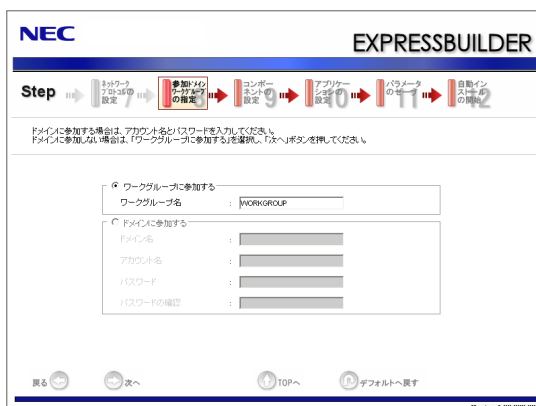 NEC
EXPRESSBUILDER
Step
ネットワーク
プロトコルの
設定
7
参加ドメイン
ワークグループ
の指定
8
コンポー
ネントの
設定
9
アプリケー
ションの
設定
10
パラメータ
のセーブ
11
自動イン
ストール
の開始
12
ドメインに参加する場合は、アカウント名とパスワードを入力してください。
ドメインに参加しない場合は、「ワークグループに参加する」を選択し、「次へ」ボタンを押してください。
ワークグループに参加する
ワークグループ名 : WORKGROUP
ドメインに参加する
ドメイン名 :
アカウント名 :
パスワード :
パスワードの確認 :
戻る
次へ
TOPへ
デフォルトへ戻す